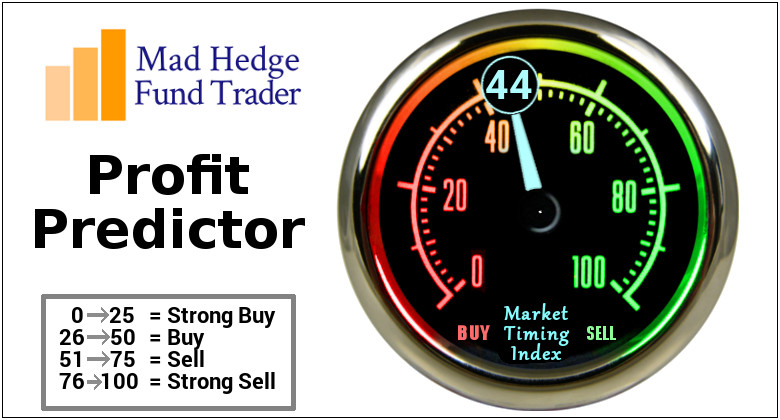 Mad Hedge
Fund Trader
Profit
Predictor
0→25 = Strong Buy
26→50 = Buy
51→75 = Sell
76→100 = Strong Sell
44
40
60
20
80
0
100
BUY
Market
Timing
Index
SELL